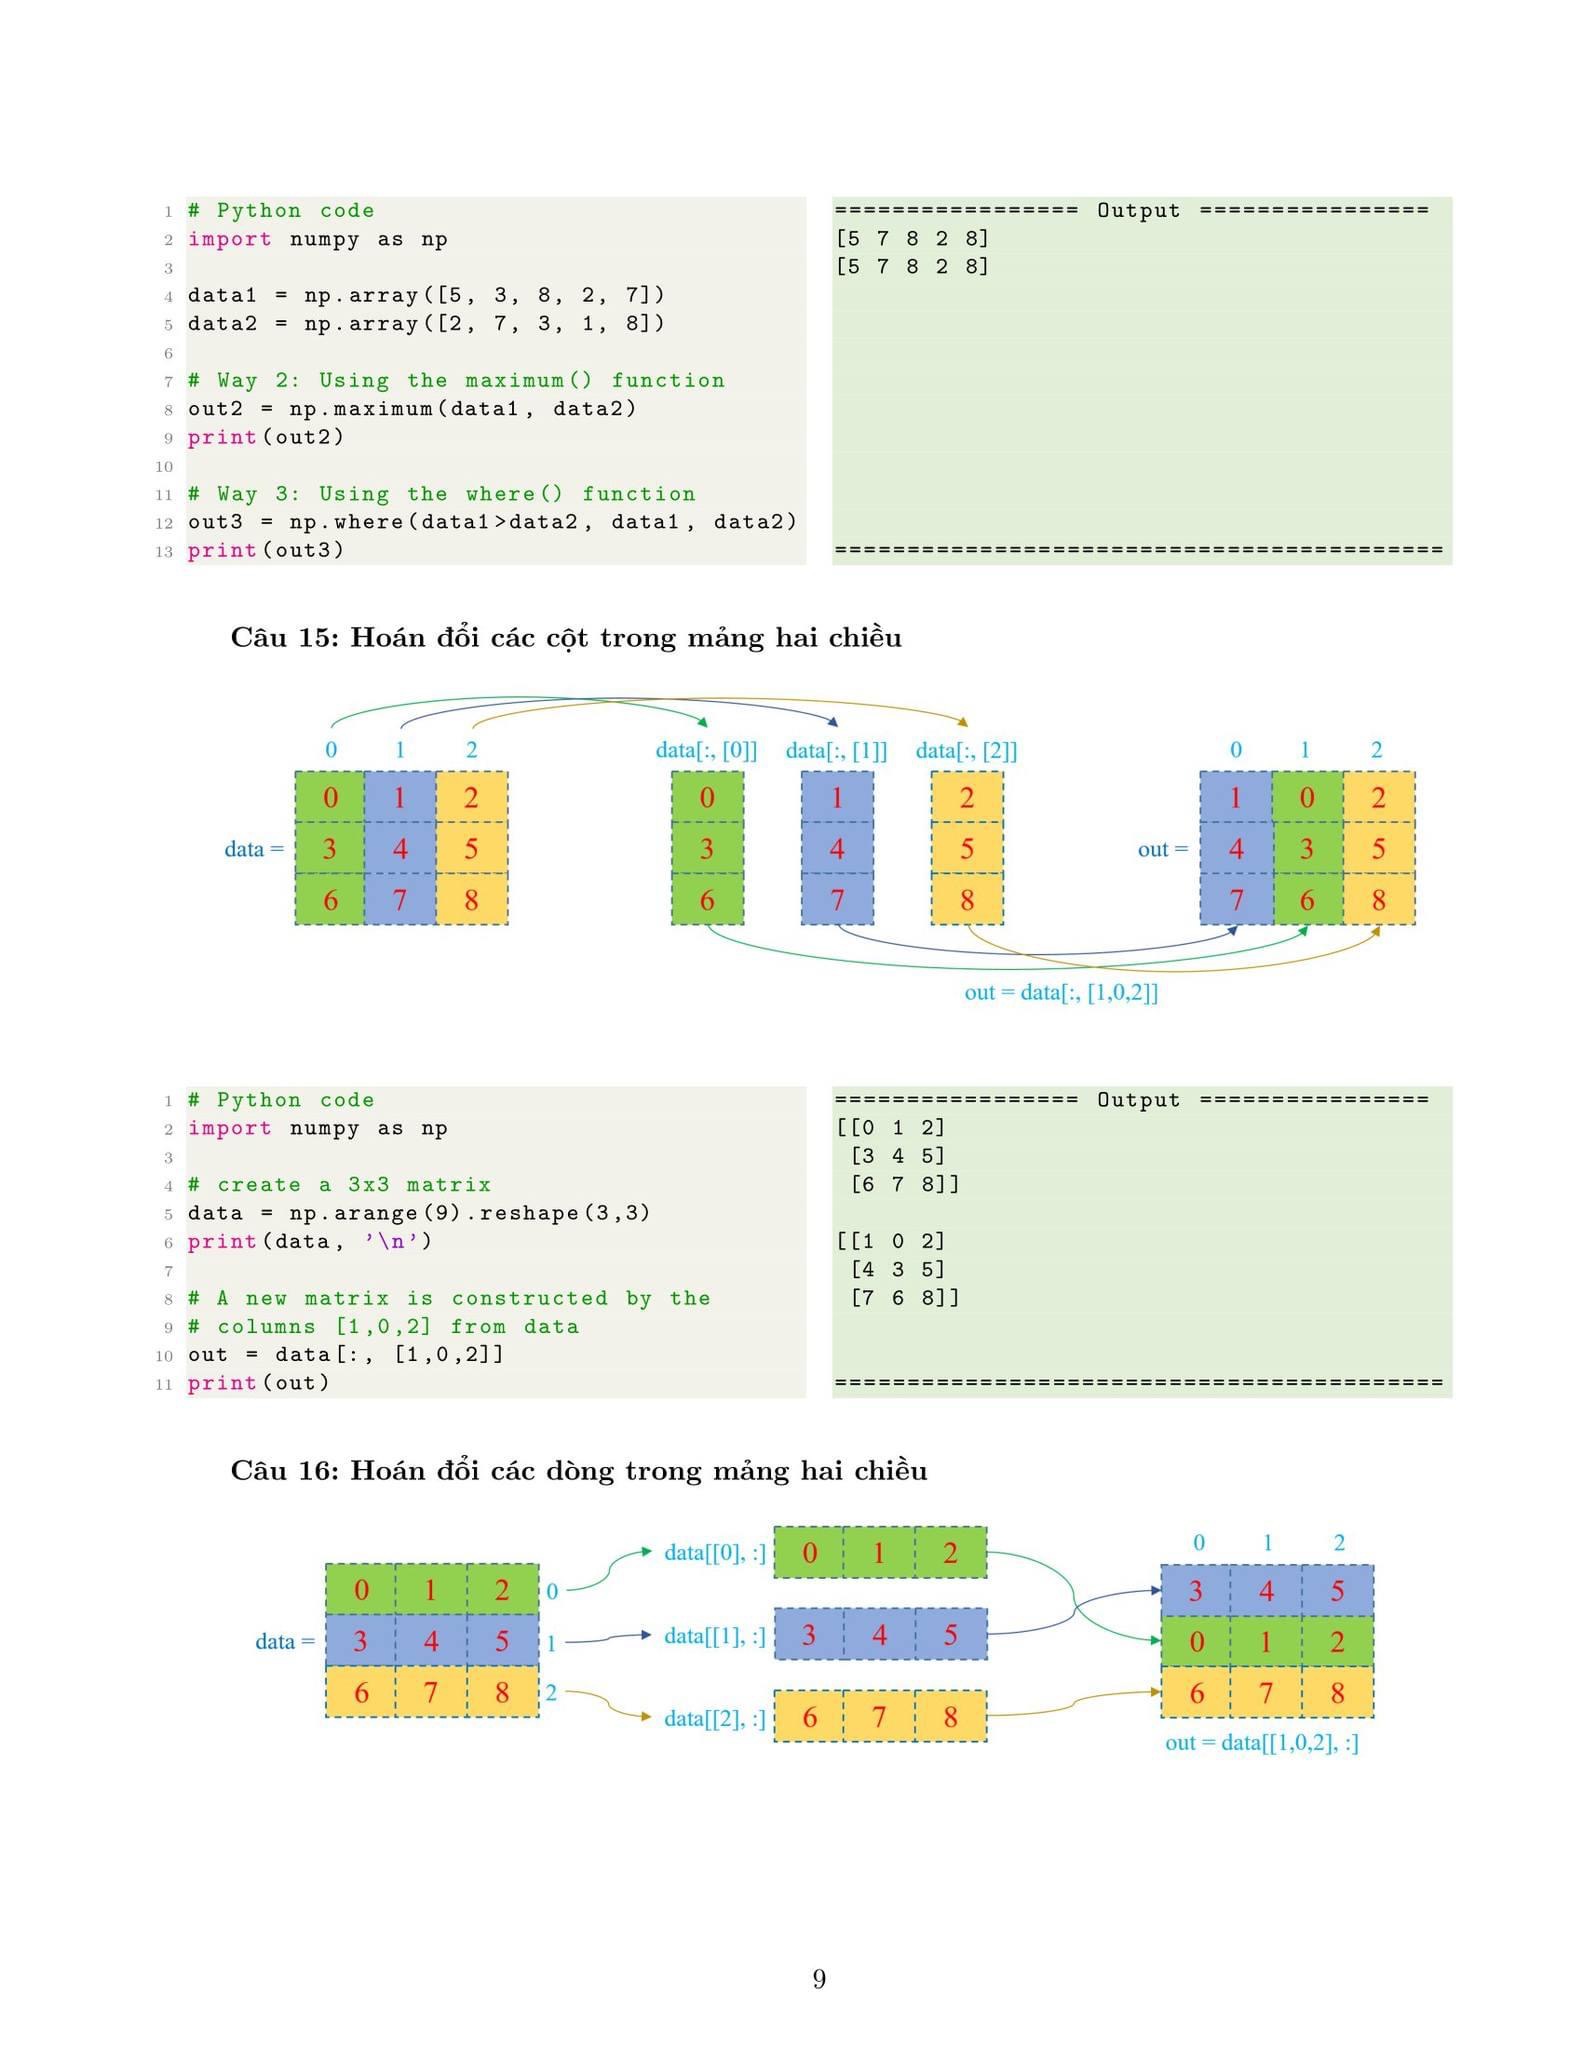 1 # Python code
2 import numpy as np
3
4 data1 = np.array([5, 3, 8, 2, 7])
5 data2 = np.array([2, 7, 3, 1, 8])
6
7 # Way 2: Using the maximum() function
8 out2 = np.maximum(data1, data2)
9 print(out2)
10
11 # Way 3: Using the where() function
12 out3 = np.where(data1>data2, data1, data2)
13 print(out3)
================= Output ================
[5 7 8 2 8]
[5 7 8 2 8]
==========================================
Câu 15: Hoán đổi các cột trong mảng hai chiều
0 1 2
data =
0 1 2
3 4 5
6 7 8
data[:, [0]] data[:, [1]] data[:, [2]]
0 1 2
3 4 5
6 7 8
0 1 2
out =
1 0 2
4 3 5
7 6 8
out = data[:, [1,0,2]]
1 # Python code
2 import numpy as np
3
4 # create a 3x3 matrix
5 data = np.arange(9).reshape(3,3)
6 print(data, '\n')
7
8 # A new matrix is constructed by the
9 # columns [1,0,2] from data
10 out = data[:, [1,0,2]]
11 print(out)
================= Output ================
[[0 1 2]
[3 4 5]
[6 7 8]]
[[1 0 2]
[4 3 5]
[7 6 8]]
==========================================
Câu 16: Hoán đổi các dòng trong mảng hai chiều
data =
0 1 2 0
3 4 5 1
6 7 8 2
data[[0], :] 0 1 2
data[[1], :] 3 4 5
data[[2], :] 6 7 8
0 1 2
3 4 5
0 1 2
6 7 8
out = data[[1,0,2], :]
9